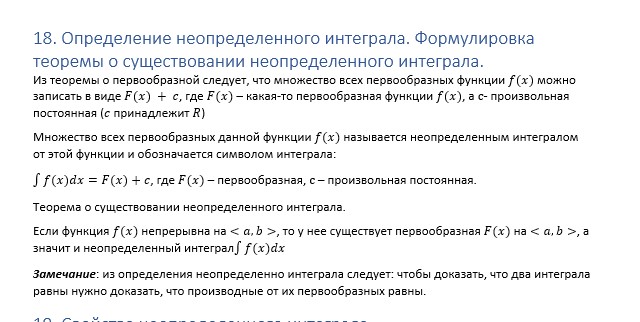 18. Определение неопределенного интеграла. Формулировка
теоремы о существовании неопределенного интеграла.
Из теоремы о первообразной следует, что множество всех первообразных функции f(x) можно
записать в виде F(x) + c, где F(x) – какая-то первообразная функции f(x), а c- произвольная
постоянная (c принадлежит R)
Множество всех первообразных данной функции f(x) называется неопределенным интегралом
от этой функции и обозначается символом интеграла:
∫ f(x)dx = F(x) + c, где F(x) – первообразная, c – произвольная постоянная.
Теорема о существовании неопределенного интеграла.
Если функция f(x) непрерывна на < a, b >, то у нее существует первообразная F(x) на < a, b >, а
значит и неопределенный интеграл∫ f(x)dx
Замечание: из определения неопределенно интеграла следует: чтобы доказать, что два интеграла
равны нужно доказать, что производные от их первообразных равны.